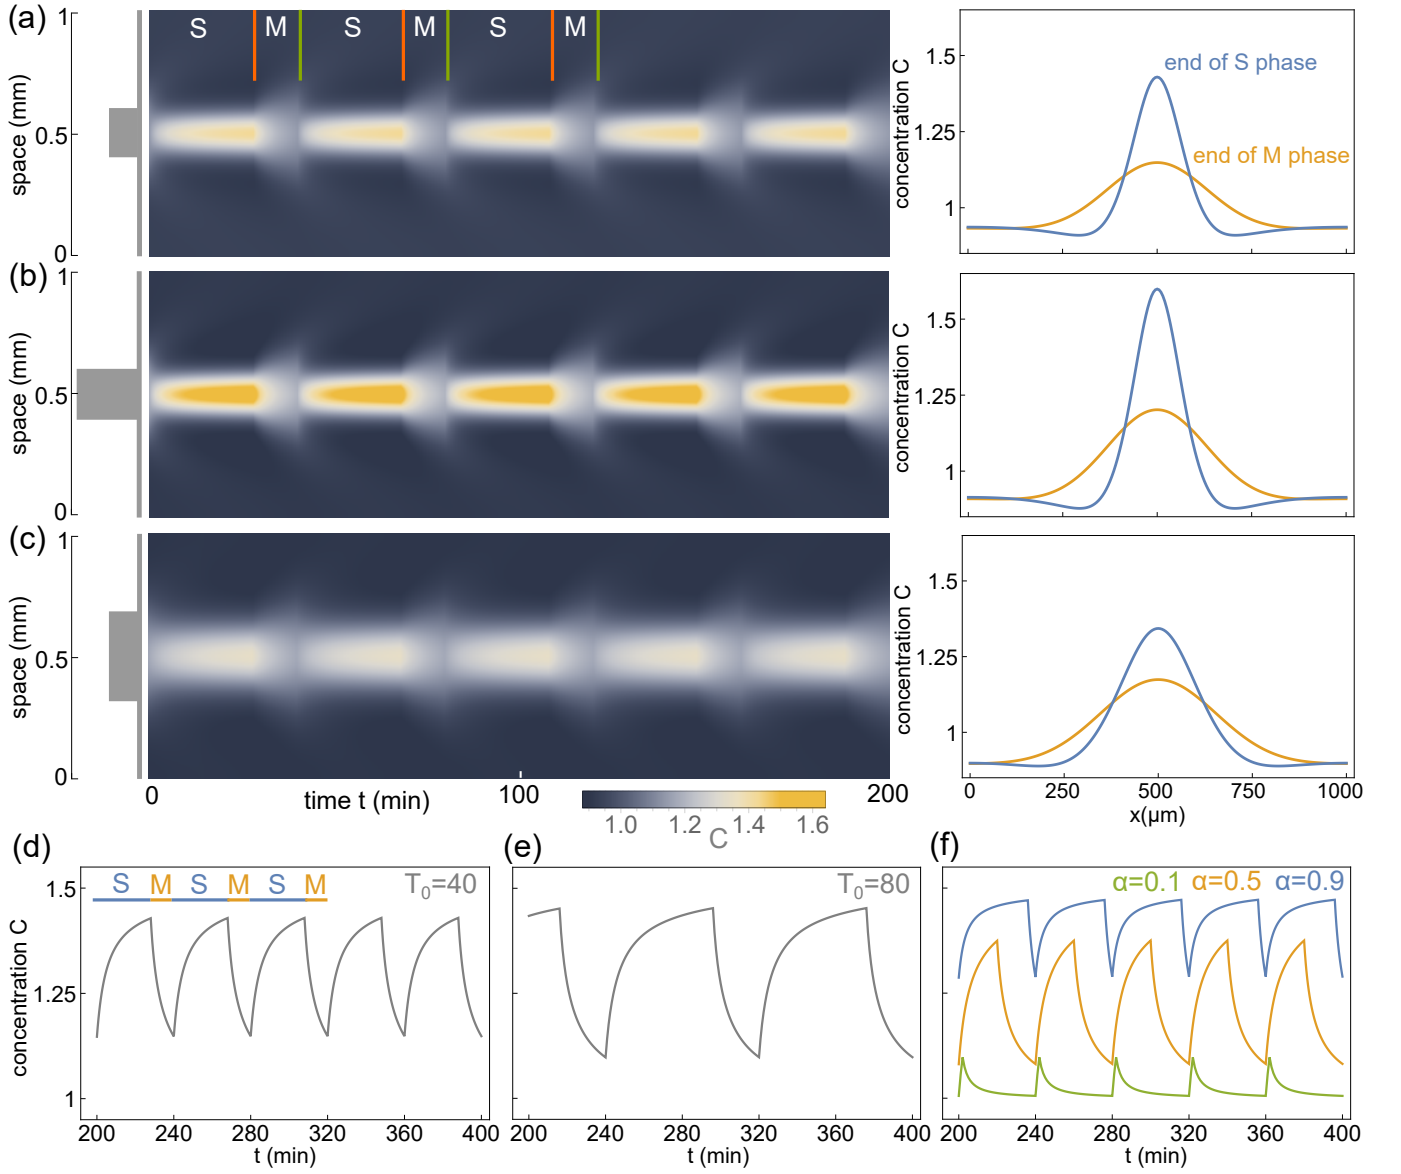 (a)
1
0.5
0
space (mm)
S M S M S M
concentration C
1.5
1.25
1
end of S phase
end of M phase
(b)
1
0.5
0
space (mm)
concentration C
1.5
1.25
1
(c)
1
0.5
0
space (mm)
0 time t (min) 100 200
1.0 1.2 1.4 1.6
C
concentration C
1.5
1.25
1
0 250 500 750 1000
x(μm)
(d)
S M S M S M
T₀=40
concentration C
1.5
1.25
1
200 240 280 320 360 400
t (min)
(e)
T₀=80
200 240 280 320 360 400
t (min)
(f)
α=0.1 α=0.5 α=0.9
200 240 280 320 360 400
t (min)